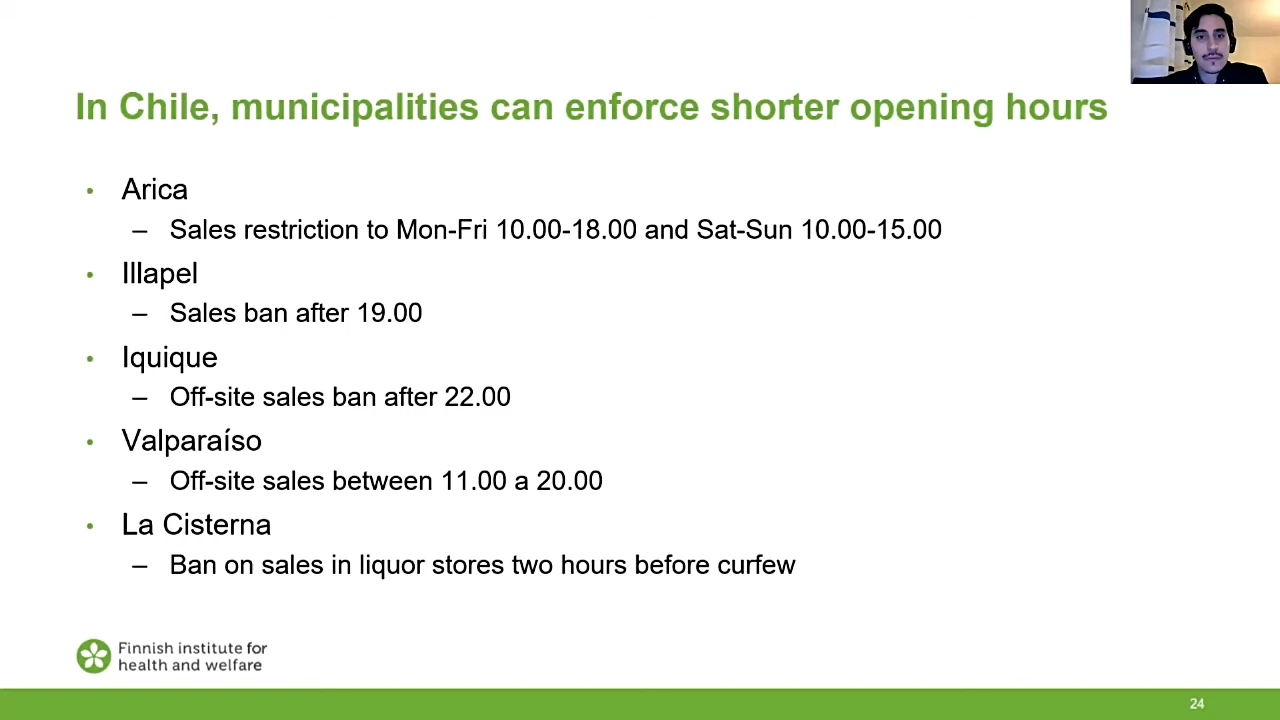 In Chile, municipalities can enforce shorter opening hours
• Arica
– Sales restriction to Mon-Fri 10.00-18.00 and Sat-Sun 10.00-15.00
• Illapel
– Sales ban after 19.00
• Iquique
– Off-site sales ban after 22.00
• Valparaíso
– Off-site sales between 11.00 a 20.00
• La Cisterna
– Ban on sales in liquor stores two hours before curfew
Finnish institute for
health and welfare
24